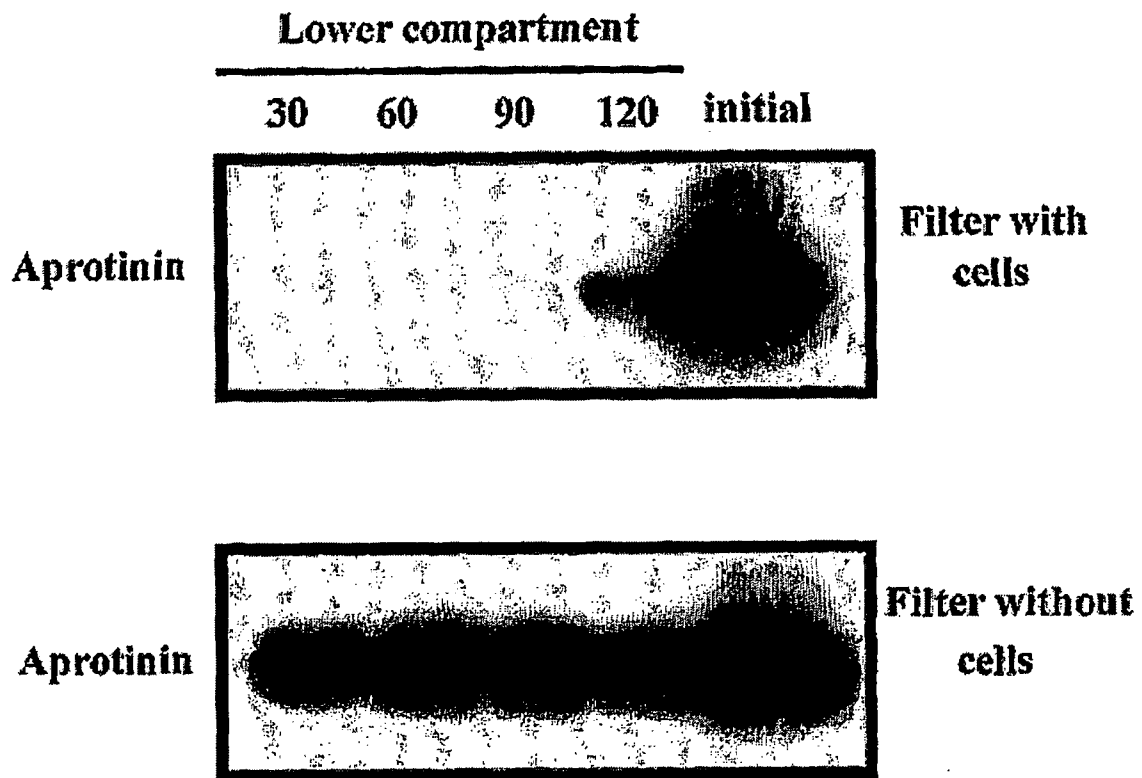 Lower compartment
30 60 90 120 initial
Aprotinin
Filter with
cells
Aprotinin
Filter without
cells